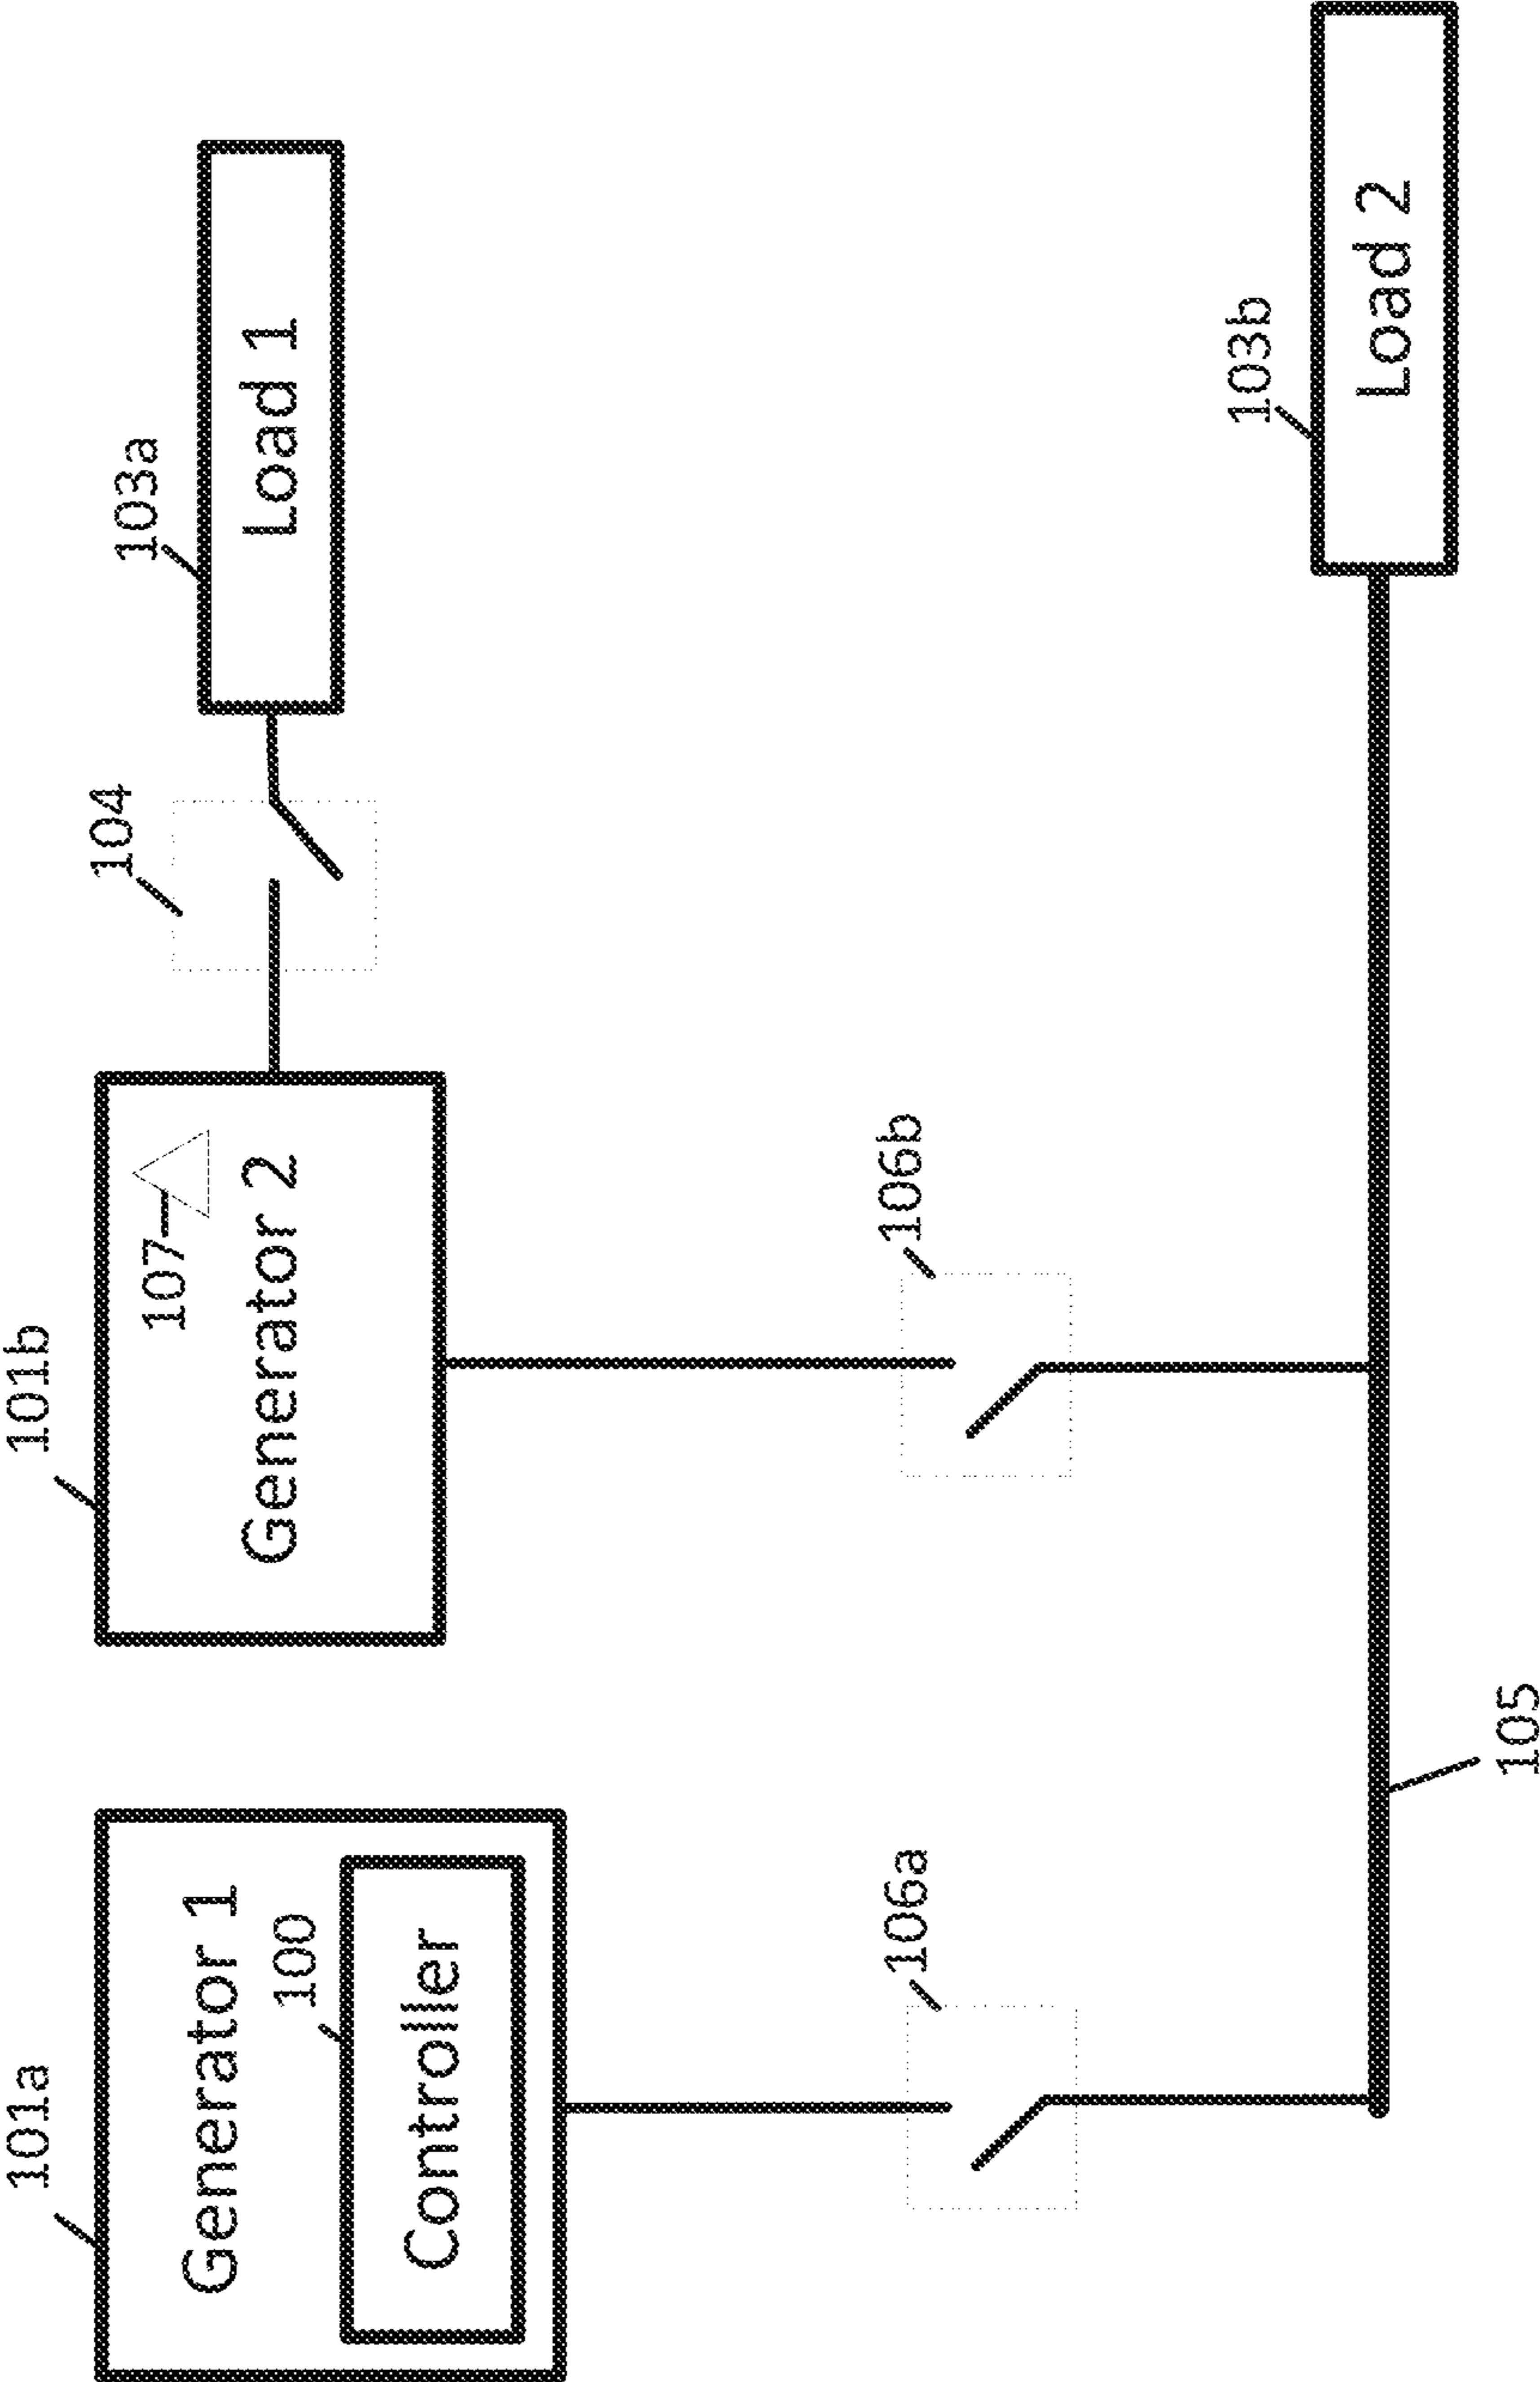 101a
Generator 1
100
Controller
101b
107
Generator 2
104
103a
Load 1
106a
106b
105
103b
Load 2